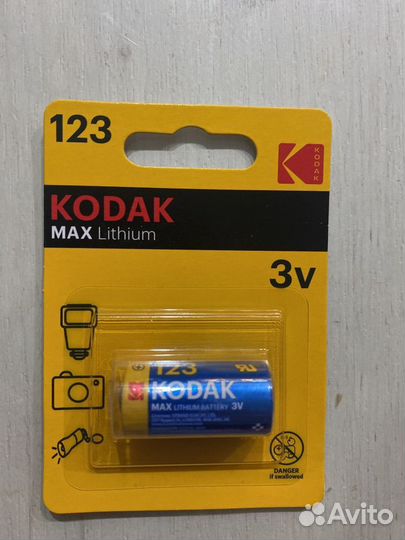 123
KODAK
KODAK
MAX Lithium
3v
123
KODAK
MAX LITHIUM BATTERY 3V
DANGER
if swallowed
Avito